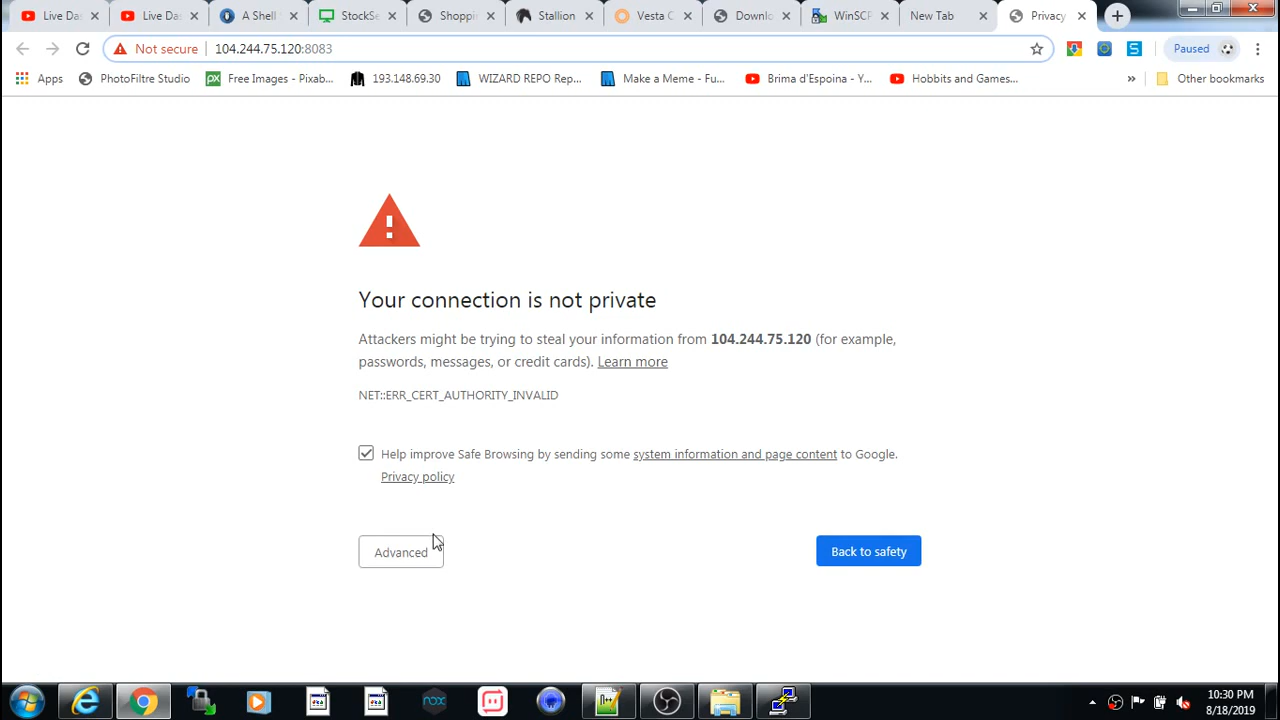 Live Da
Live Da
A Shell
StockSe
Shoppi
Stallion
Vesta C
Downl
WinSC
New Tab
Privacy
Not secure
104.244.75.120:8083
Paused
Apps
PhotoFiltre Studio
Free Images - Pixab...
193.148.69.30
WIZARD REPO Rep...
Make a Meme - Fu...
Brima d'Espoina - Y...
Hobbits and Games...
»
Other bookmarks
Your connection is not private
Attackers might be trying to steal your information from 104.244.75.120 (for example,
passwords, messages, or credit cards). Learn more
NET::ERR_CERT_AUTHORITY_INVALID
Help improve Safe Browsing by sending some system information and page content to Google.
Privacy policy
Advanced
Back to safety
nox
10:30 PM
8/18/2019